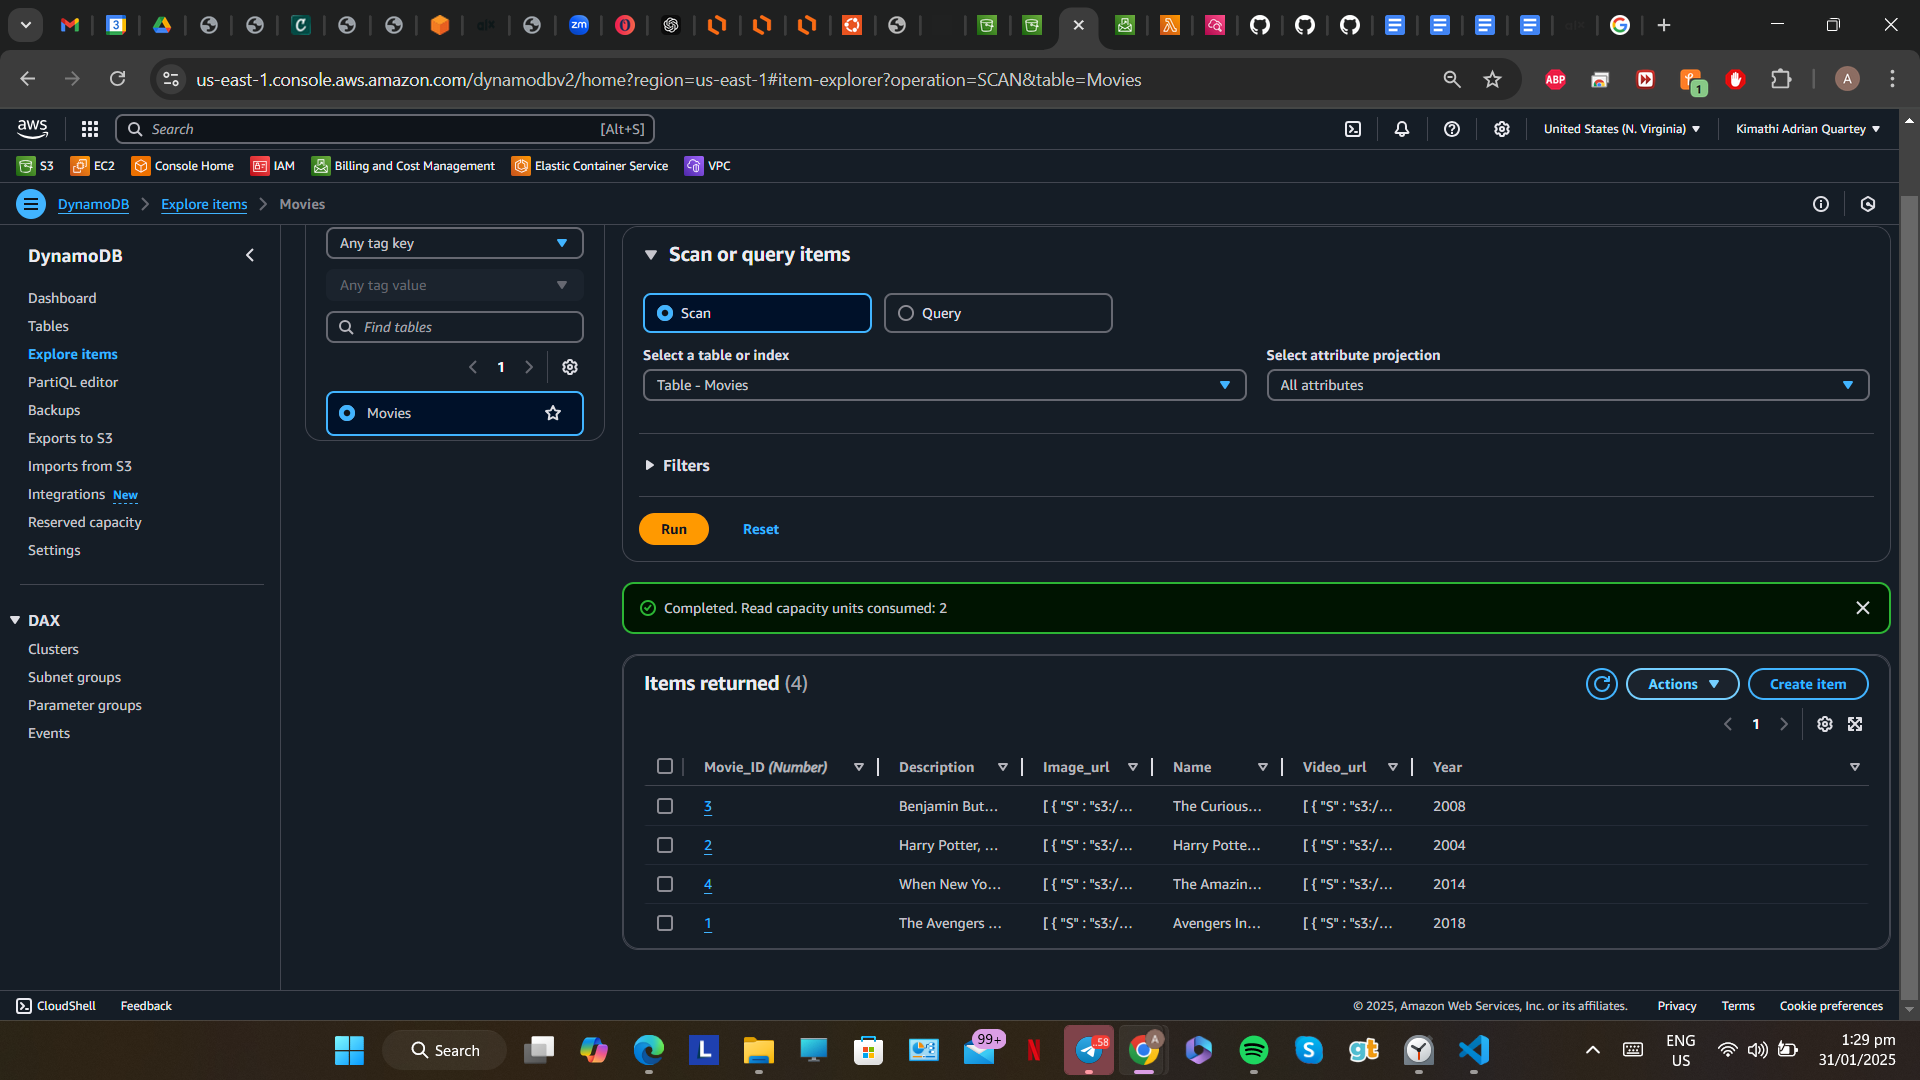 us-east-1.console.aws.amazon.com/dynamodbv2/home?region=us-east-1#item-explorer?operation=SCAN&table=Movies
ABP
1
A
aws
Search
[Alt+S]
United States (N. Virginia)
Kimathi Adrian Quartey
S3
EC2
Console Home
IAM
Billing and Cost Management
Elastic Container Service
VPC
DynamoDB
Explore items
Movies
DynamoDB
Dashboard
Tables
Explore items
PartiQL editor
Backups
Exports to S3
Imports from S3
Integrations New
Reserved capacity
Settings
DAX
Clusters
Subnet groups
Parameter groups
Events
Any tag key
Any tag value
Find tables
1
Movies
Scan or query items
Scan
Query
Select a table or index
Table - Movies
Select attribute projection
All attributes
Filters
Run
Reset
Completed. Read capacity units consumed: 2
Items returned (4)
Actions
Create item
1
Movie_ID (Number) Description Image_url Name Video_url Year
3 Benjamin But... [ { "S" : "s3:/... The Curious... [ { "S" : "s3:/... 2008
2 Harry Potter, ... [ { "S" : "s3:/... Harry Potte... [ { "S" : "s3:/... 2004
4 When New Yo... [ { "S" : "s3:/... The Amazin... [ { "S" : "s3:/... 2014
1 The Avengers ... [ { "S" : "s3:/... Avengers In... [ { "S" : "s3:/... 2018
CloudShell
Feedback
© 2025, Amazon Web Services, Inc. or its affiliates.
Privacy
Terms
Cookie preferences
Search
L
99+
N
..58
A
S
gt
ENG
US
1:29 pm
31/01/2025